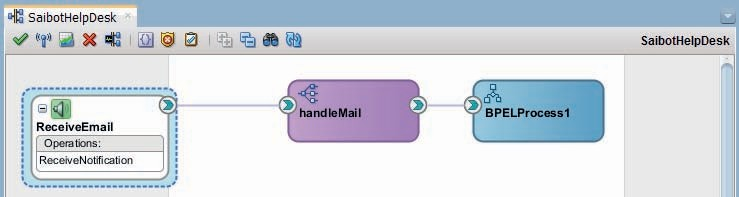 SaibotHelpDesk
SaibotHelpDesk
ReceiveEmail
Operations:
ReceiveNotification
handleMail
BPELProcess1